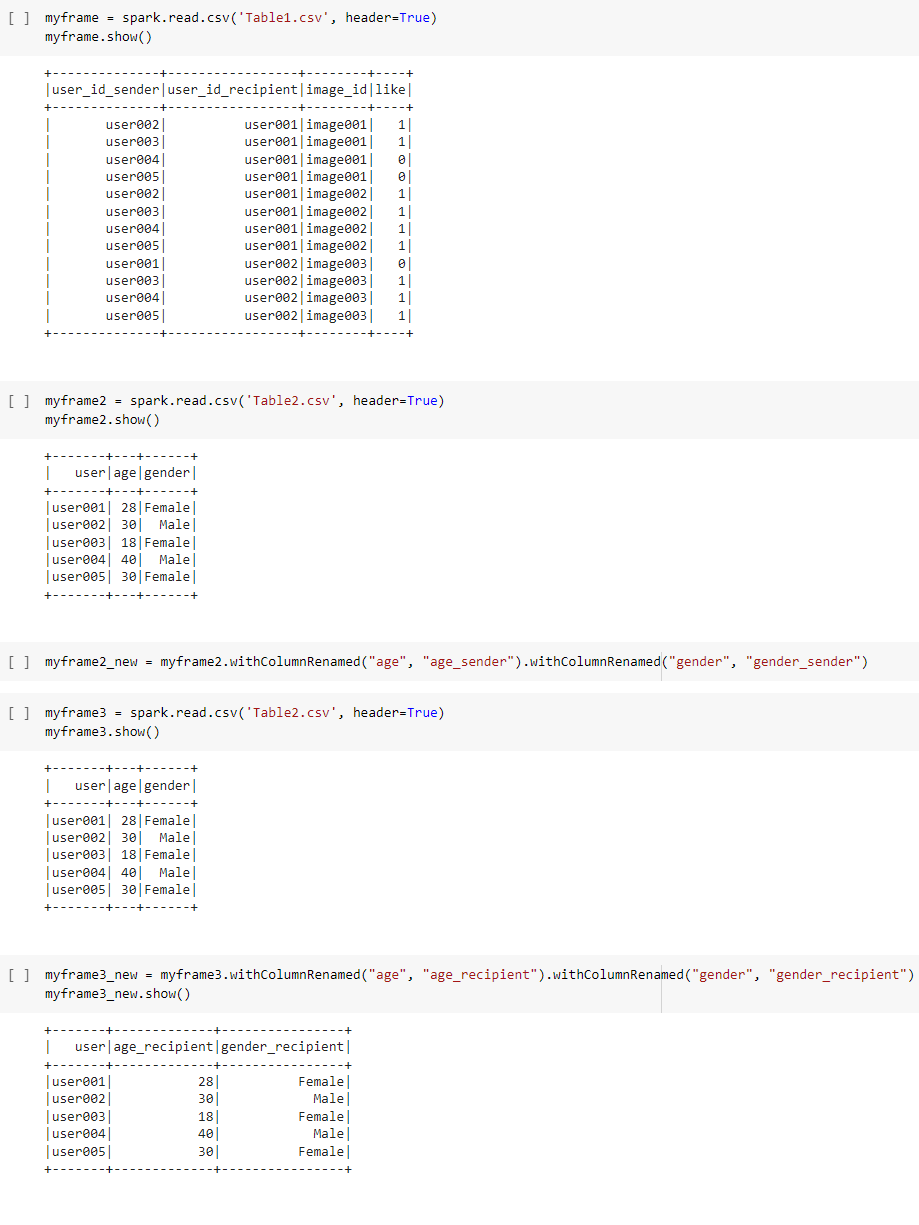 [ ] myframe = spark.read.csv('Table1.csv', header=True)
myframe.show()
+--------------+-----------------+--------+----+
|user_id_sender|user_id_recipient|image_id|like|
+--------------+-----------------+--------+----+
|       user002|          user001|image001|   1|
|       user003|          user001|image001|   1|
|       user004|          user001|image001|   0|
|       user005|          user001|image001|   0|
|       user002|          user001|image002|   1|
|       user003|          user001|image002|   1|
|       user004|          user001|image002|   1|
|       user005|          user001|image002|   1|
|       user001|          user002|image003|   0|
|       user003|          user002|image003|   1|
|       user004|          user002|image003|   1|
|       user005|          user002|image003|   1|
+--------------+-----------------+--------+----+
[ ] myframe2 = spark.read.csv('Table2.csv', header=True)
myframe2.show()
+-------+---+------+
|   user|age|gender|
+-------+---+------+
|user001| 28|Female|
|user002| 30|  Male|
|user003| 18|Female|
|user004| 40|  Male|
|user005| 30|Female|
+-------+---+------+
[ ] myframe2_new = myframe2.withColumnRenamed("age", "age_sender").withColumnRenamed("gender", "gender_sender")
[ ] myframe3 = spark.read.csv('Table2.csv', header=True)
myframe3.show()
+-------+---+------+
|   user|age|gender|
+-------+---+------+
|user001| 28|Female|
|user002| 30|  Male|
|user003| 18|Female|
|user004| 40|  Male|
|user005| 30|Female|
+-------+---+------+
[ ] myframe3_new = myframe3.withColumnRenamed("age", "age_recipient").withColumnRenamed("gender", "gender_recipient")
myframe3_new.show()
+-------+-------------+----------------+
|   user|age_recipient|gender_recipient|
+-------+-------------+----------------+
|user001|           28|          Female|
|user002|           30|            Male|
|user003|           18|          Female|
|user004|           40|            Male|
|user005|           30|          Female|
+-------+-------------+----------------+